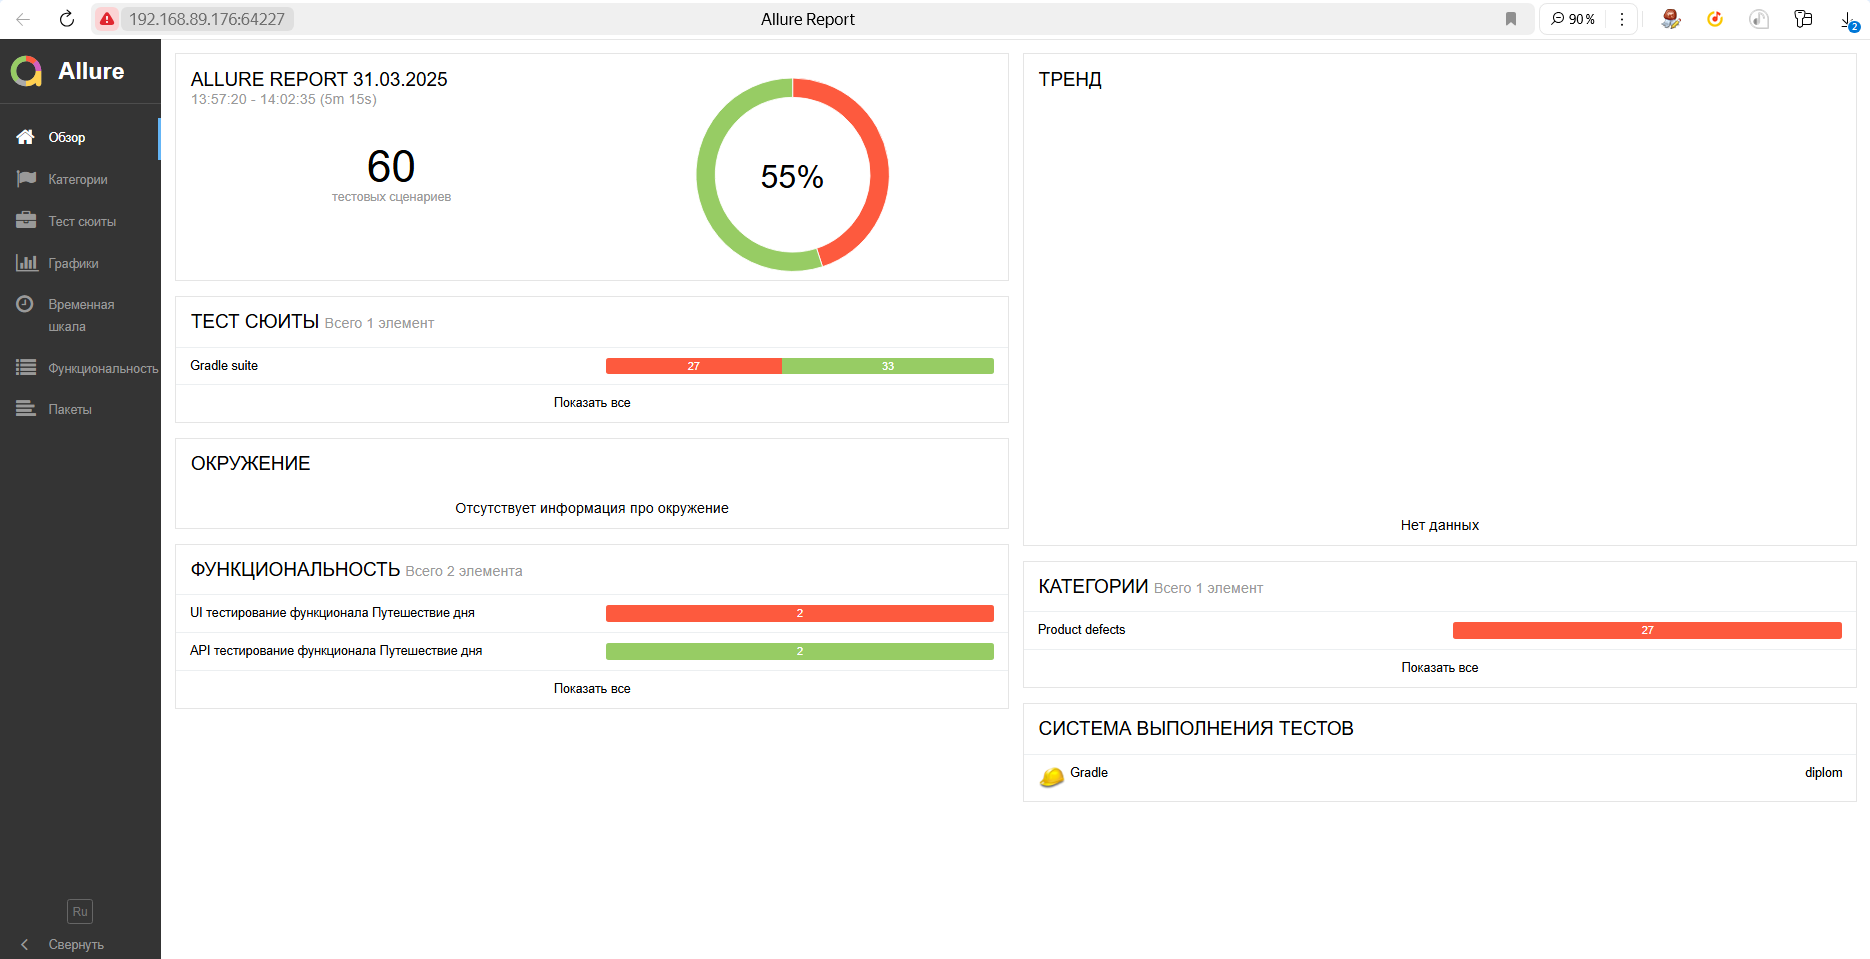 192.168.89.176:64227
Allure Report
90%
2
Allure
Обзор
Категории
Тест сюиты
Графики
Временная
шкала
Функциональность
Пакеты
Ru
Свернуть
ALLURE REPORT 31.03.2025
13:57:20 - 14:02:35 (5m 15s)
60
тестовых сценариев
55%
ТЕСТ СЮИТЫ Всего 1 элемент
Gradle suite 27 33
Показать все
ОКРУЖЕНИЕ
Отсутствует информация про окружение
ФУНКЦИОНАЛЬНОСТЬ Всего 2 элемента
UI тестирование функционала Путешествие дня 2
API тестирование функционала Путешествие дня 2
Показать все
ТРЕНД
Нет данных
КАТЕГОРИИ Всего 1 элемент
Product defects 27
Показать все
СИСТЕМА ВЫПОЛНЕНИЯ ТЕСТОВ
Gradle diplom